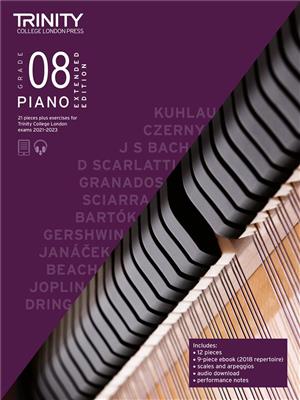 TRINITY
COLLEGE LONDON PRESS
GRADE
08
PIANO
EXTENDED
EDITION
21 pieces plus exercises for
Trinity College London
exams 2021-2023
KUHLAU
CZERNY
J S BACH
D SCARLATTI
GRANADOS
SCIARRA
BARTÓK
GERSHWIN
JANÁČEK
BEACH
JOPLIN
DRING
Includes:
• 12 pieces
• 9-piece ebook (2018 repertoire)
• scales and arpeggios
• audio download
• performance notes